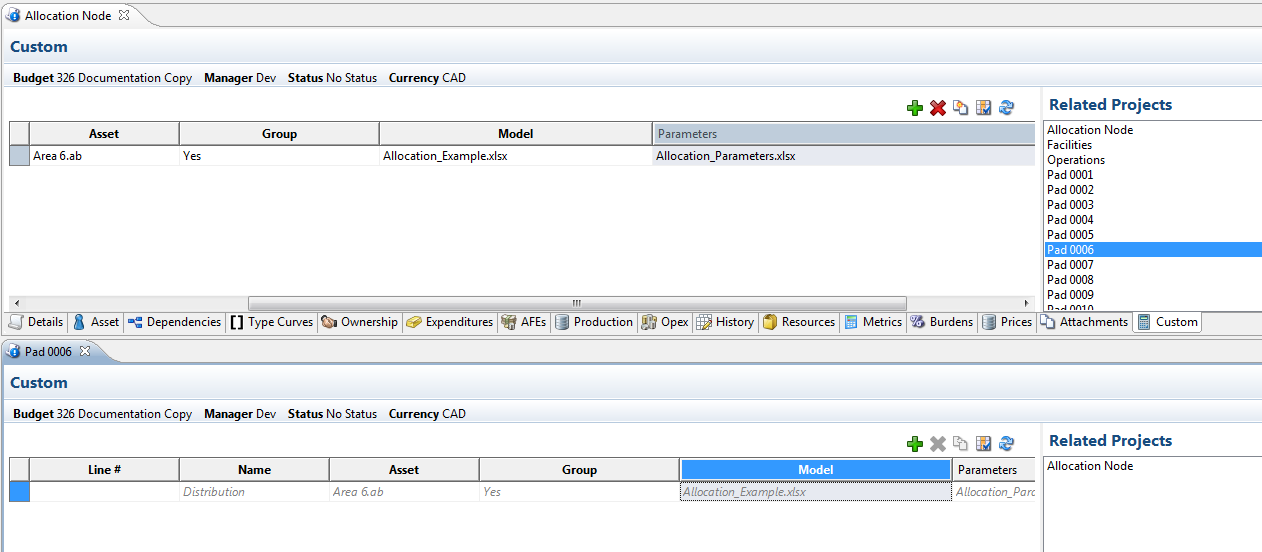 Allocation Node
Custom
Budget 326 Documentation Copy Manager Dev Status No Status Currency CAD
Asset Group Model Parameters
Area 6.ab Yes Allocation_Example.xlsx Allocation_Parameters.xlsx
Related Projects
Allocation Node
Facilities
Operations
Pad 0001
Pad 0002
Pad 0003
Pad 0004
Pad 0005
Pad 0006
Pad 0007
Pad 0008
Pad 0009
Pad 0010
Details Asset Dependencies Type Curves Ownership Expenditures AFEs Production Opex History Resources Metrics Burdens Prices Attachments Custom
Pad 0006
Custom
Budget 326 Documentation Copy Manager Dev Status No Status Currency CAD
Line # Name Asset Group Model Parameters
Distribution Area 6.ab Yes Allocation_Example.xlsx Allocation_Parc
Related Projects
Allocation Node